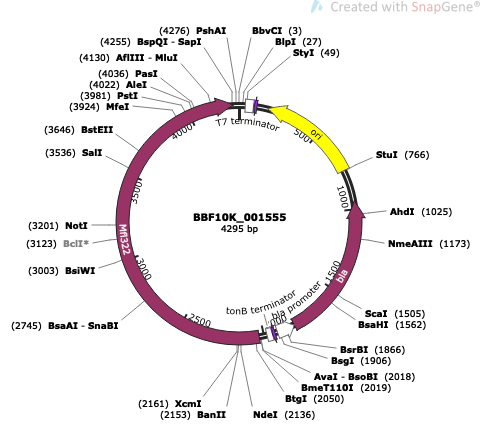 Created with SnapGene®
(4276) PshAI
(4255) BspQI - SapI
(4130) AflIII - MluI
(4036) PasI
(4022) AleI
(3981) PstI
(3924) MfeI
(3646) BstEII
(3536) SalI
(3201) NotI
(3123) BclI*
(3003) BsiWI
(2745) BsaAI - SnaBI
(2161) XcmI
(2153) BanII
NdeI (2136)
BtgI (2050)
BmeT110I (2019)
AvaI - BsoBI (2018)
BsgI (1906)
BsrBI (1866)
BsaHI (1562)
ScaI (1505)
NmeAIII (1173)
AhdI (1025)
StuI (766)
StyI (49)
BlpI (27)
BbvCI (3)
T7 terminator
ori
bla
bla promoter
tonB terminator
500
1000
1500
2500
3000
3500
4000
BBF10K_001555
4295 bp